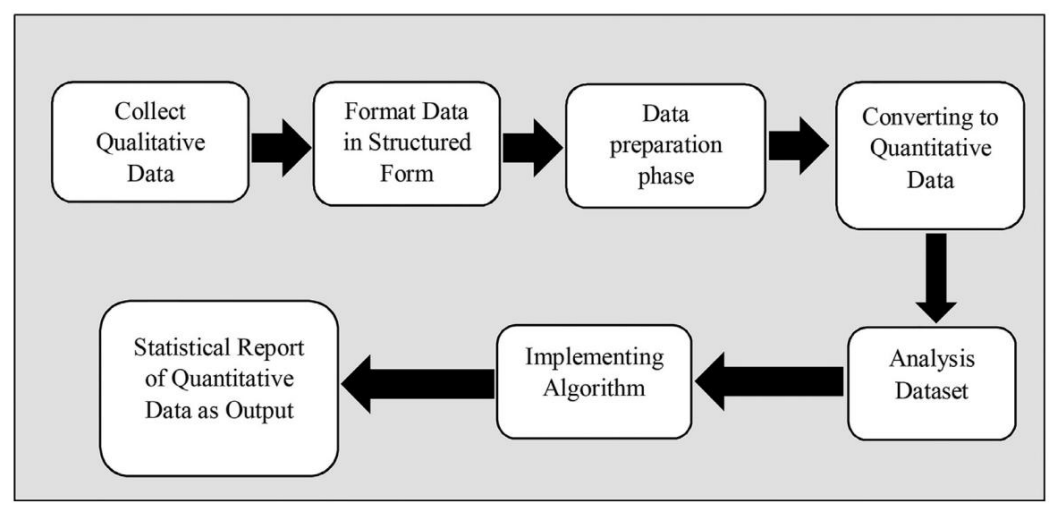 Collect
Qualitative
Data
Format Data
in Structured
Form
Data
preparation
phase
Converting to
Quantitative
Data
Analysis
Dataset
Implementing
Algorithm
Statistical Report
of Quantitative
Data as Output